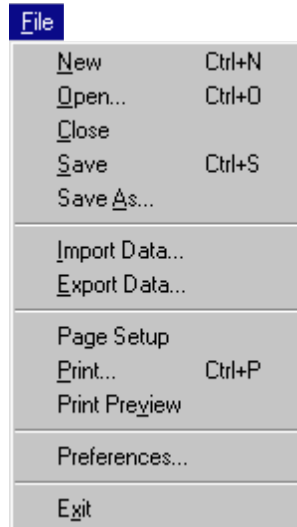 File
New Ctrl+N
Open... Ctrl+O
Close
Save Ctrl+S
Save As...
Import Data...
Export Data...
Page Setup
Print... Ctrl+P
Print Preview
Preferences...
Exit